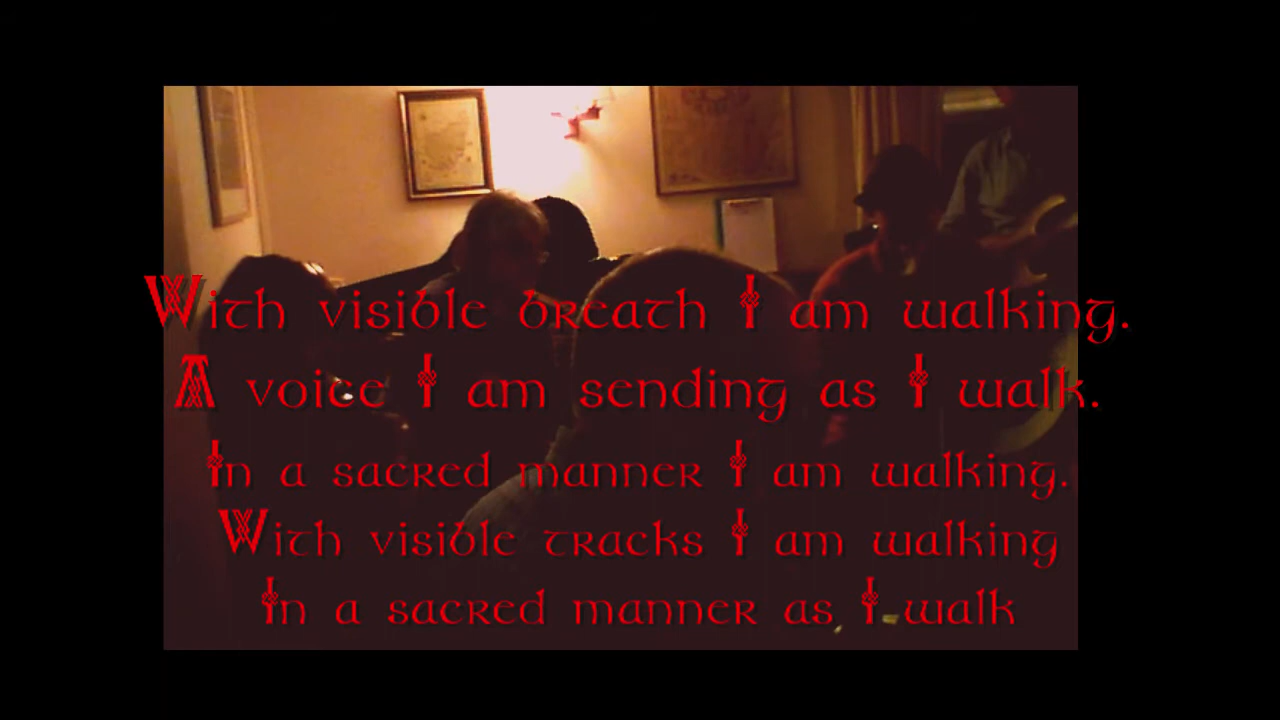 With visible breath I am walking.
A voice I am sending as I walk.
In a sacred manner I am walking.
With visible tracks I am walking
In a sacred manner as I walk